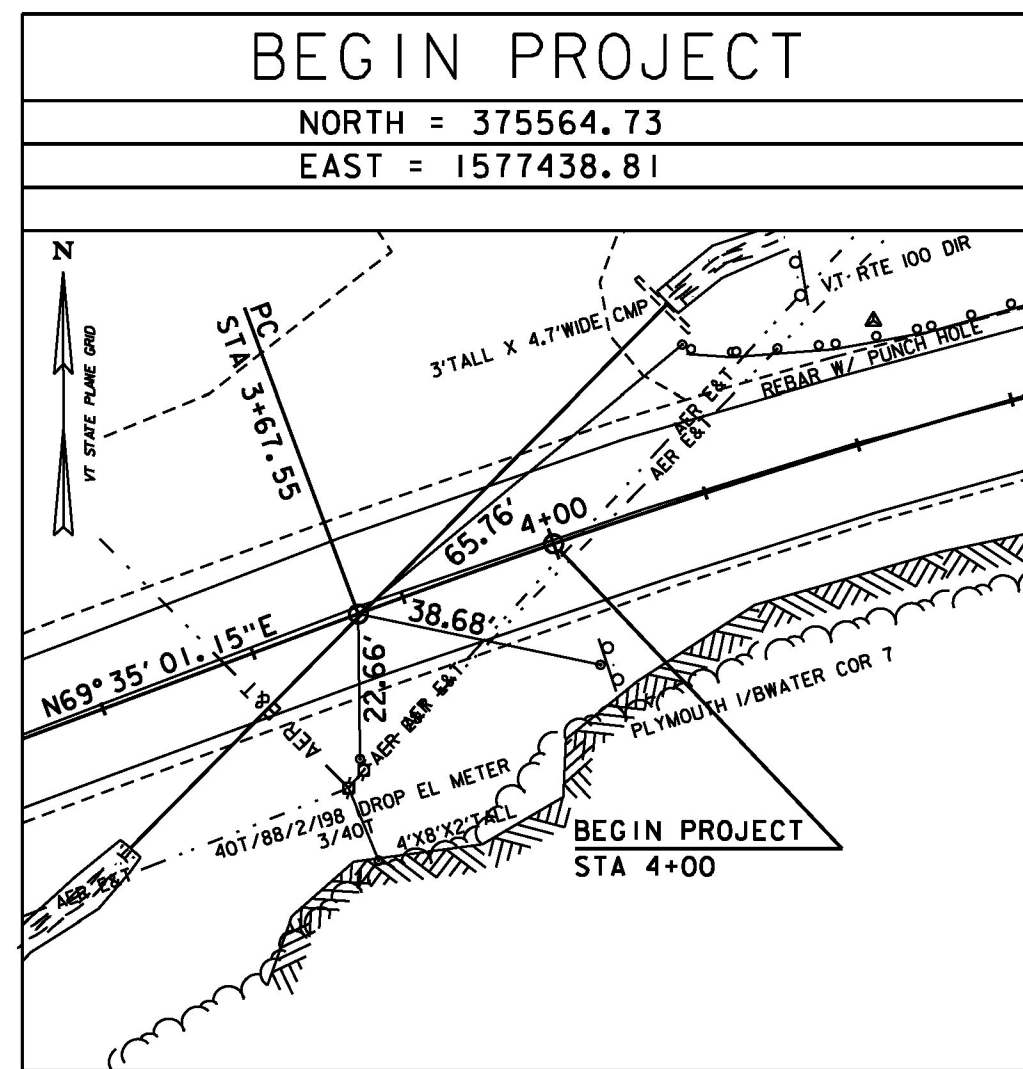 BEGIN PROJECT
NORTH = 375564.73
EAST = 1577438.81
N
VT STATE PLANE GRID
PC
STA 3+67.55
3'TALL X 4.7'WIDE CMP
V.T. RTE 100 DIR
REBAR W/ PUNCH HOLE
AER E&T
AER E&T
65.76'
4+00
38.68'
22.66'
N69° 35' 01.15"E
AER E&T
AER E&T
PLYMOUTH 1/BWATER COR 7
40T/88/2/198 DROP EL METER
3/40T
4'X8'X2'TALL
AER E&T
BEGIN PROJECT
STA 4+00